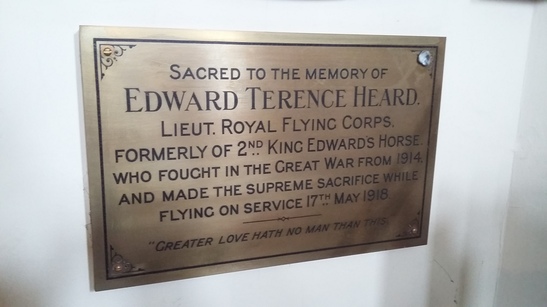 SACRED TO THE MEMORY OF
EDWARD TERENCE HEARD.
LIEUT. ROYAL FLYING CORPS.
FORMERLY OF 2ND KING EDWARD'S HORSE.
WHO FOUGHT IN THE GREAT WAR FROM 1914,
AND MADE THE SUPREME SACRIFICE WHILE
FLYING ON SERVICE 17TH MAY 1918.
"GREATER LOVE HATH NO MAN THAN THIS."